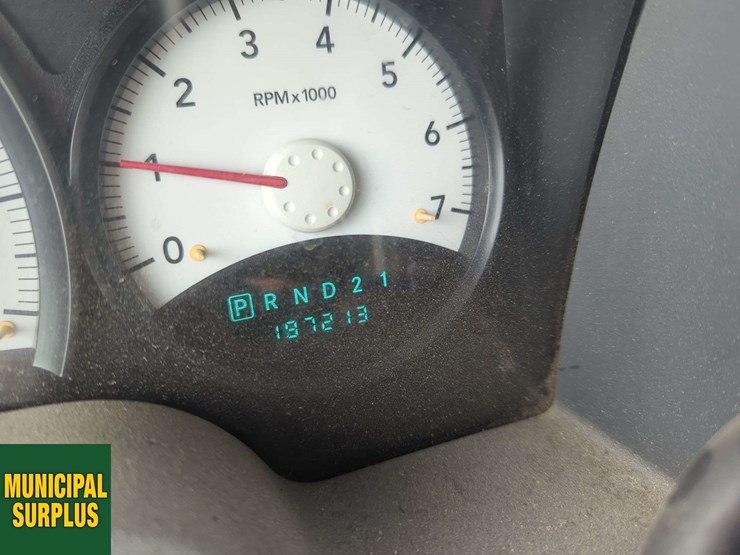 0 1 2 3 4 5 6 7
RPM x 1000
P R N D 2 1
197213
MUNICIPAL
SURPLUS